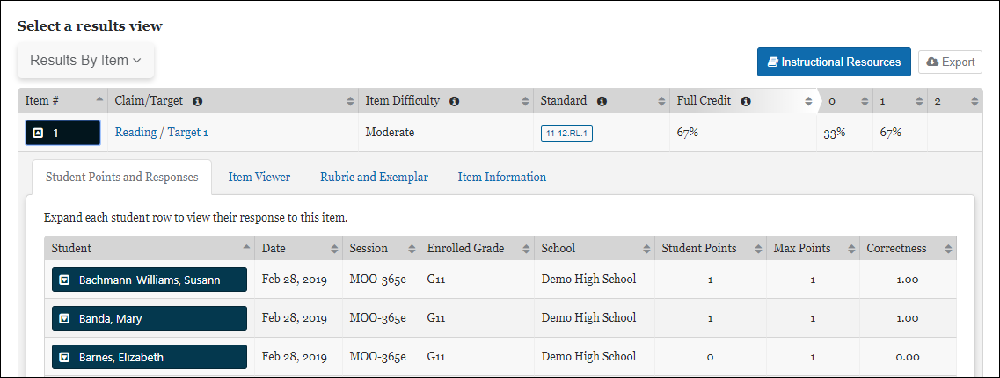 Select a results view
Results By Item
Instructional Resources Export
Item # Claim/Target Item Difficulty Standard Full Credit 0 1 2
1 Reading / Target 1 Moderate 11-12.RL.1 67% 33% 67%
Student Points and Responses Item Viewer Rubric and Exemplar Item Information
Expand each student row to view their response to this item.
Student Date Session Enrolled Grade School Student Points Max Points Correctness
Bachmann-Williams, Susann Feb 28, 2019 MOO-365e G11 Demo High School 1 1 1.00
Banda, Mary Feb 28, 2019 MOO-365e G11 Demo High School 1 1 1.00
Barnes, Elizabeth Feb 28, 2019 MOO-365e G11 Demo High School 0 1 0.00